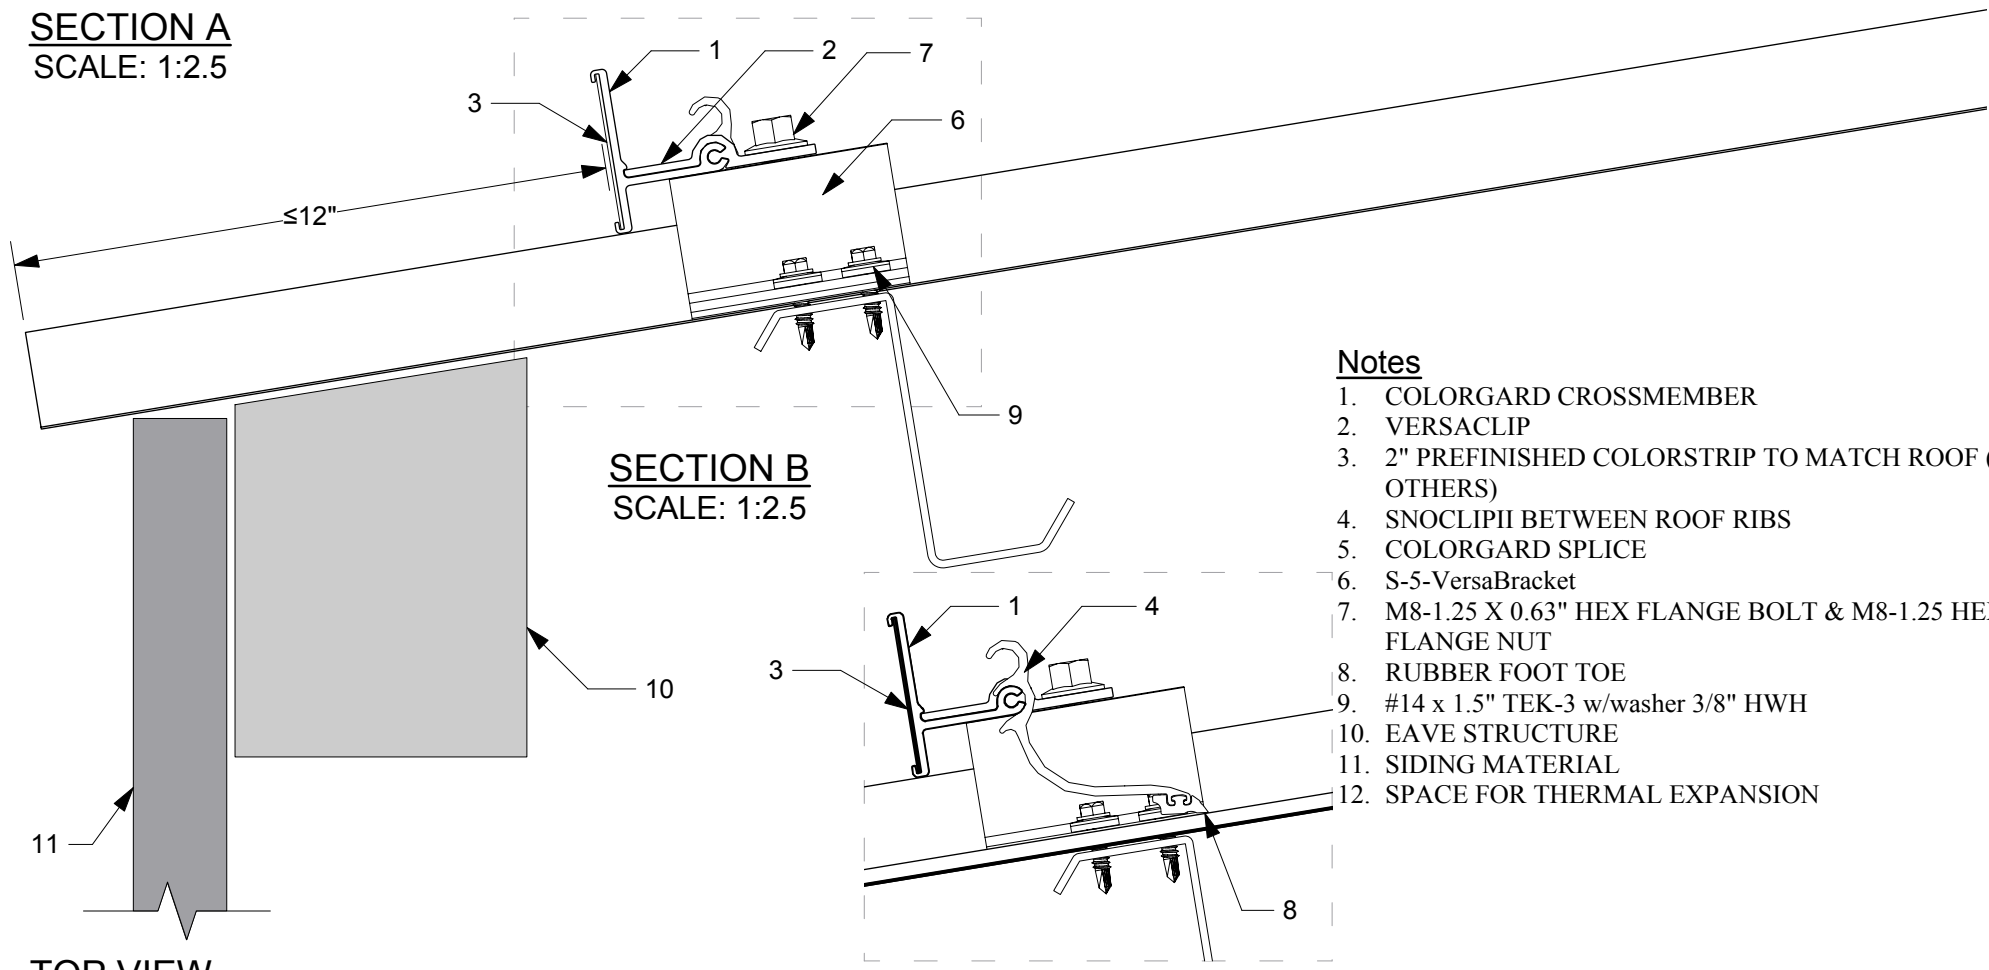 SECTION A
SCALE: 1:2.5
1
2
7
3
6
≤12"
9
SECTION B
SCALE: 1:2.5
1
4
3
10
11
8
Notes
1. COLORGARD CROSSMEMBER
2. VERSACLIP
3. 2" PREFINISHED COLORSTRIP TO MATCH ROOF (
OTHERS)
4. SNOCLIPII BETWEEN ROOF RIBS
5. COLORGARD SPLICE
6. S-5-VersaBracket
7. M8-1.25 X 0.63" HEX FLANGE BOLT & M8-1.25 HEX
FLANGE NUT
8. RUBBER FOOT TOE
9. #14 x 1.5" TEK-3 w/washer 3/8" HWH
10. EAVE STRUCTURE
11. SIDING MATERIAL
12. SPACE FOR THERMAL EXPANSION
TOP VIEW